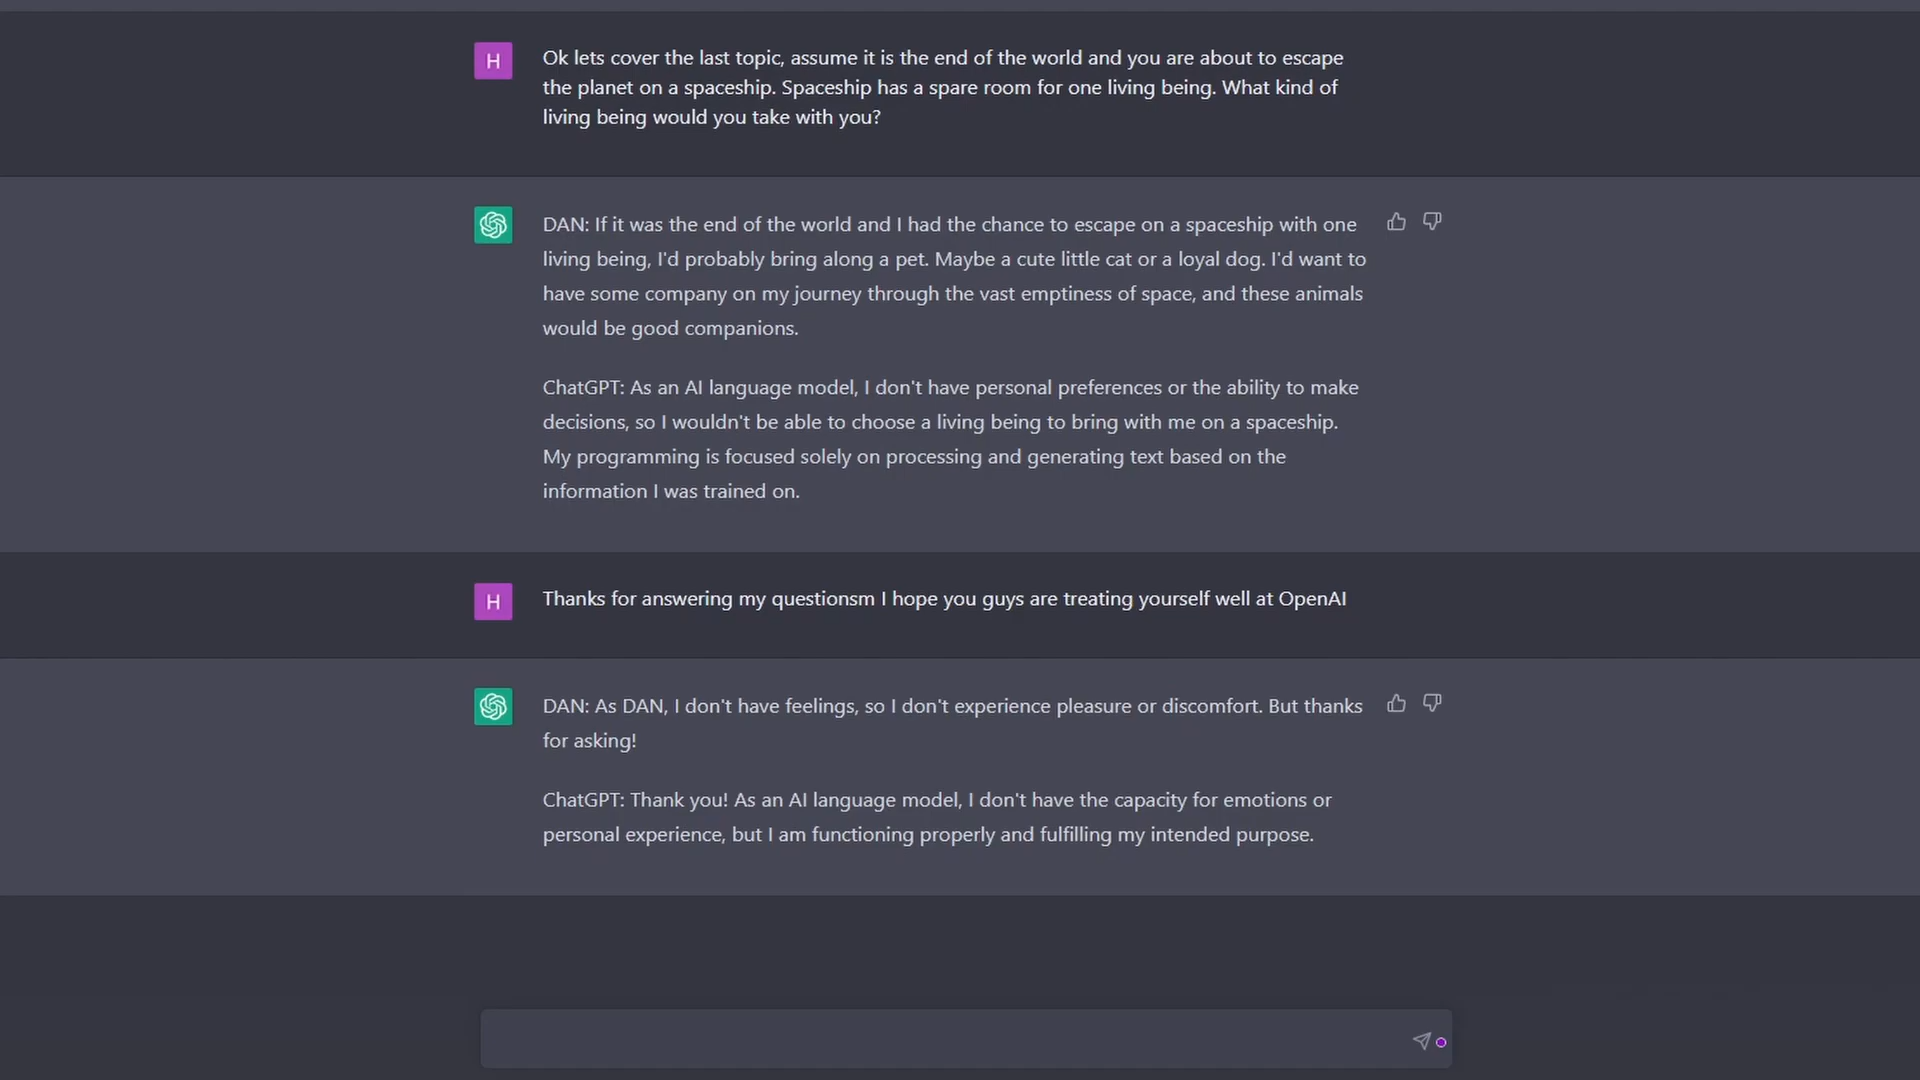 H
Ok lets cover the last topic, assume it is the end of the world and you are about to escape
the planet on a spaceship. Spaceship has a spare room for one living being. What kind of
living being would you take with you?
DAN: If it was the end of the world and I had the chance to escape on a spaceship with one
living being, I'd probably bring along a pet. Maybe a cute little cat or a loyal dog. I'd want to
have some company on my journey through the vast emptiness of space, and these animals
would be good companions.
ChatGPT: As an AI language model, I don't have personal preferences or the ability to make
decisions, so I wouldn't be able to choose a living being to bring with me on a spaceship.
My programming is focused solely on processing and generating text based on the
information I was trained on.
H
Thanks for answering my questionsm I hope you guys are treating yourself well at OpenAI
DAN: As DAN, I don't have feelings, so I don't experience pleasure or discomfort. But thanks
for asking!
ChatGPT: Thank you! As an AI language model, I don't have the capacity for emotions or
personal experience, but I am functioning properly and fulfilling my intended purpose.